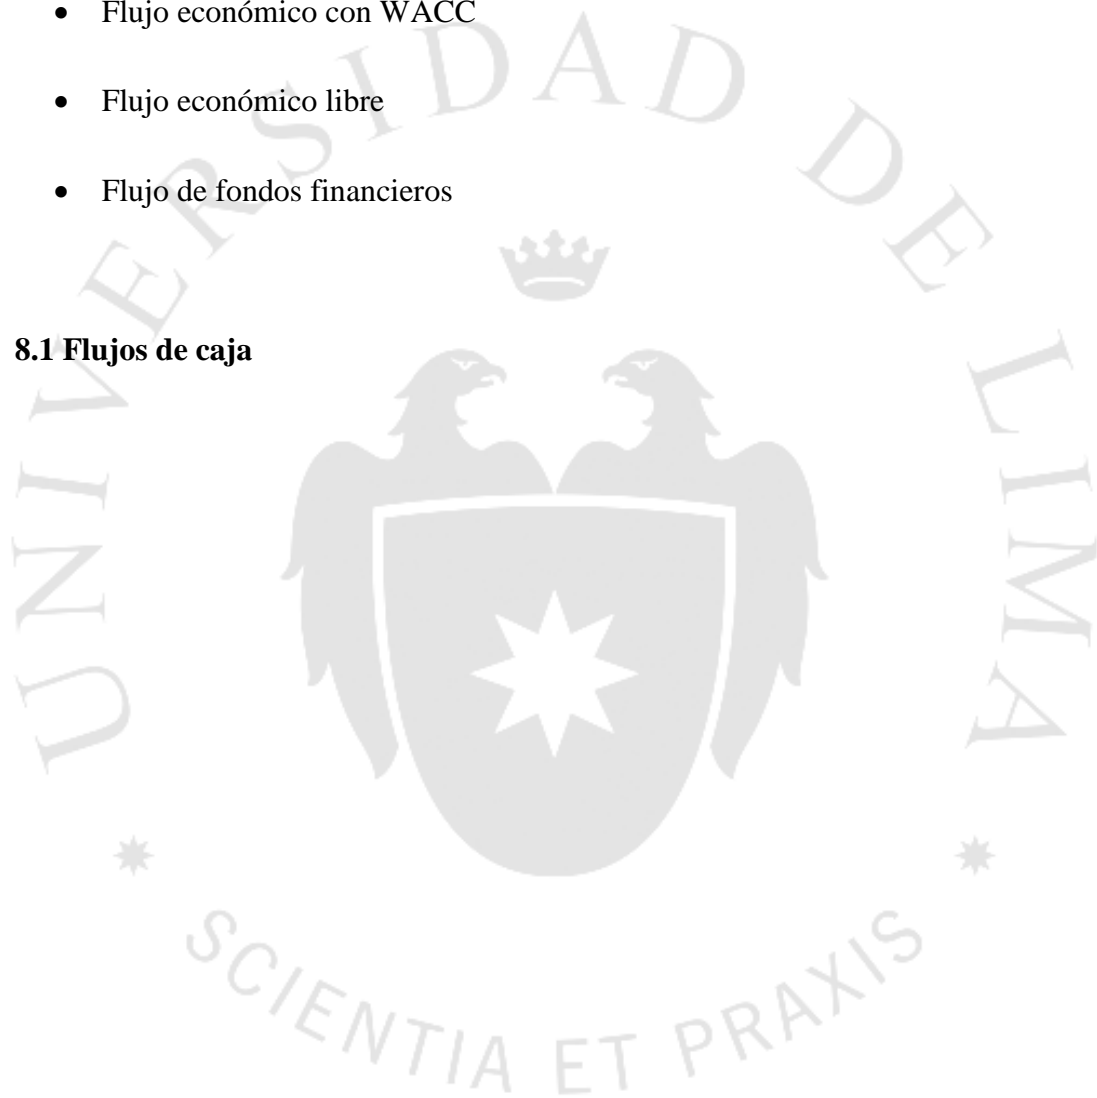 • Flujo económico con WACC
• Flujo económico libre
• Flujo de fondos financieros
8.1 Flujos de caja
UNIVERSIDAD DE LIMA
SCIENTIA ET PRAXIS